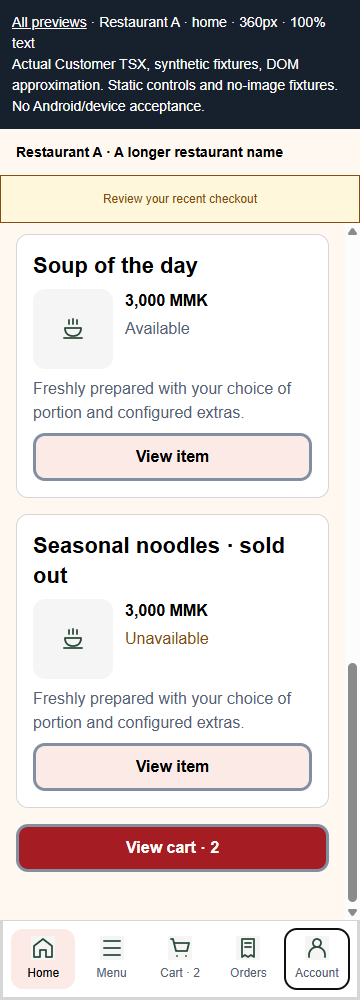 All previews · Restaurant A · home · 360px · 100%
text
Actual Customer TSX, synthetic fixtures, DOM
approximation. Static controls and no-image fixtures.
No Android/device acceptance.
Restaurant A · A longer restaurant name
Review your recent checkout
Soup of the day
3,000 MMK
Available
Freshly prepared with your choice of
portion and configured extras.
View item
Seasonal noodles · sold
out
3,000 MMK
Unavailable
Freshly prepared with your choice of
portion and configured extras.
View item
View cart · 2
Home Menu Cart · 2 Orders Account